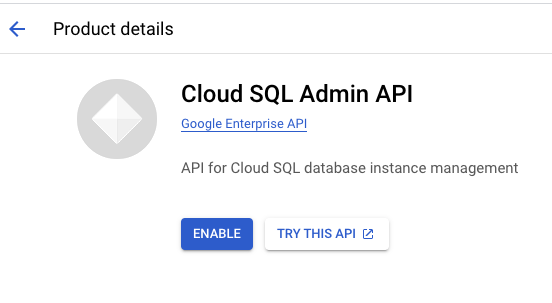 Product details
Cloud SQL Admin API
Google Enterprise API
API for Cloud SQL database instance management
ENABLE
TRY THIS API